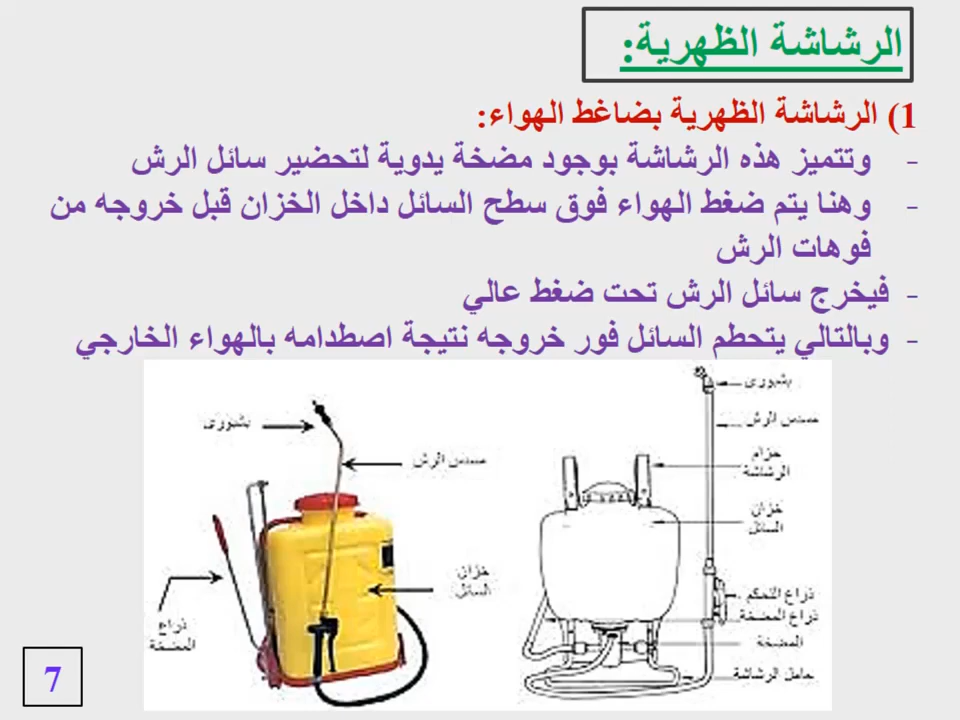 الرشاشة الظهرية:
1) الرشاشة الظهرية بضاغط الهواء:
- وتتميز هذه الرشاشة بوجود مضخة يدوية لتحضير سائل الرش
- وهنا يتم ضغط الهواء فوق سطح السائل داخل الخزان قبل خروجه من
فوهات الرش
- فيخرج سائل الرش تحت ضغط عالي
- وبالتالي يتحطم السائل فور خروجه نتيجة اصطدامه بالهواء الخارجي
بشبورى
مسدس الرش
حزام
الرشاشة
خزان
السائل
ذراع التحكم
ذراع المضخة
المضخة
حامل الرشاشة
بشبورى
مسدس الرش
خزان
السائل
ذراع
المضخة
7